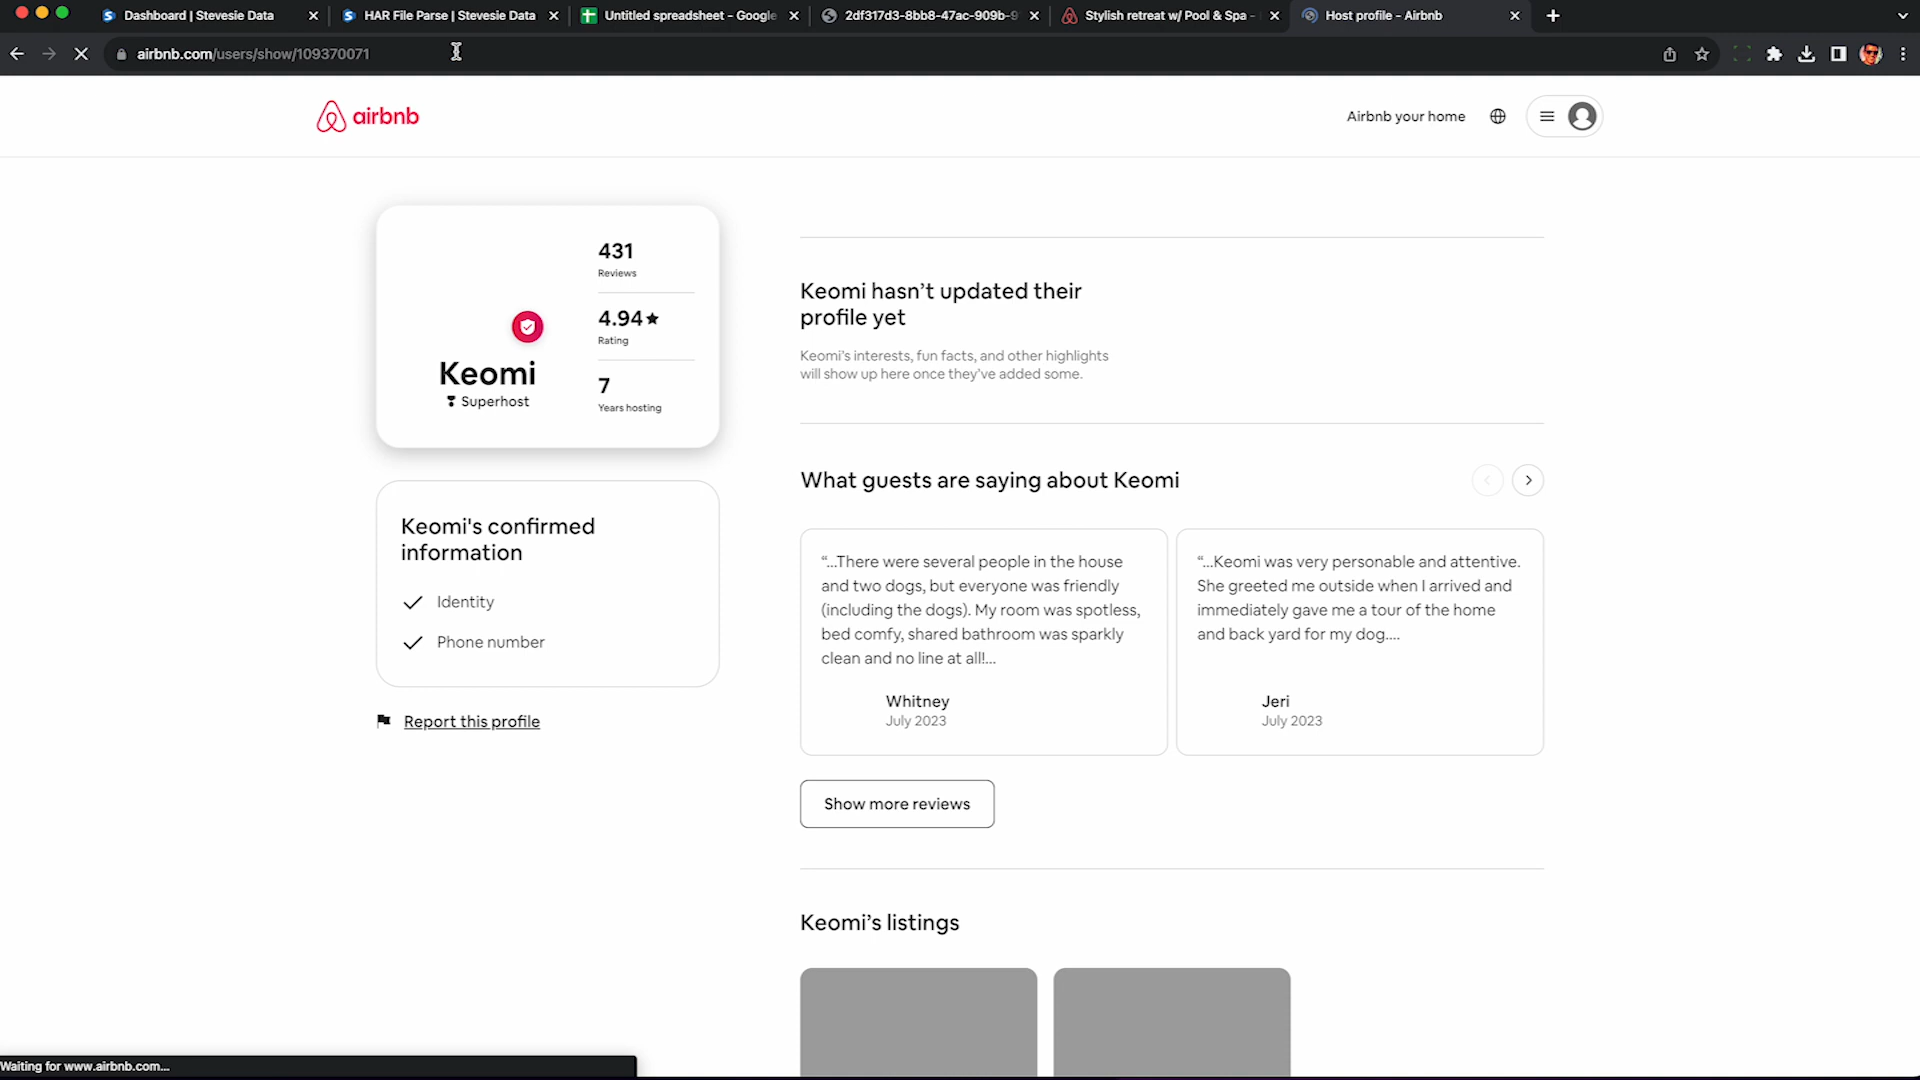 Dashboard | Stevesie Data
HAR File Parse | Stevesie Data
Untitled spreadsheet - Google
2df317d3-8bb8-47ac-909b-9
Stylish retreat w/ Pool & Spa -
Host profile - Airbnb
airbnb.com/users/show/109370071
airbnb
Airbnb your home
431
Reviews
4.94★
Rating
7
Years hosting
Keomi
Superhost
Keomi's confirmed
information
Identity
Phone number
Report this profile
Keomi hasn’t updated their
profile yet
Keomi’s interests, fun facts, and other highlights
will show up here once they’ve added some.
What guests are saying about Keomi
“...There were several people in the house
and two dogs, but everyone was friendly
(including the dogs). My room was spotless,
bed comfy, shared bathroom was sparkly
clean and no line at all!...
Whitney
July 2023
“...Keomi was very personable and attentive.
She greeted me outside when I arrived and
immediately gave me a tour of the home
and back yard for my dog....
Jeri
July 2023
Show more reviews
Keomi’s listings
Waiting for www.airbnb.com...